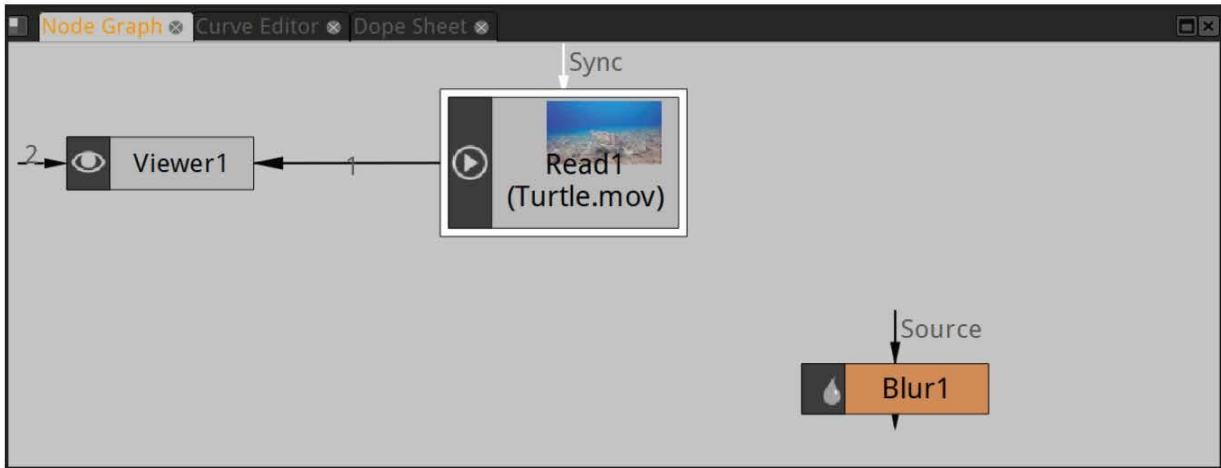 Node Graph Curve Editor Dope Sheet
Sync
2 Viewer1 1 Read1
(Turtle.mov)
Source
Blur1